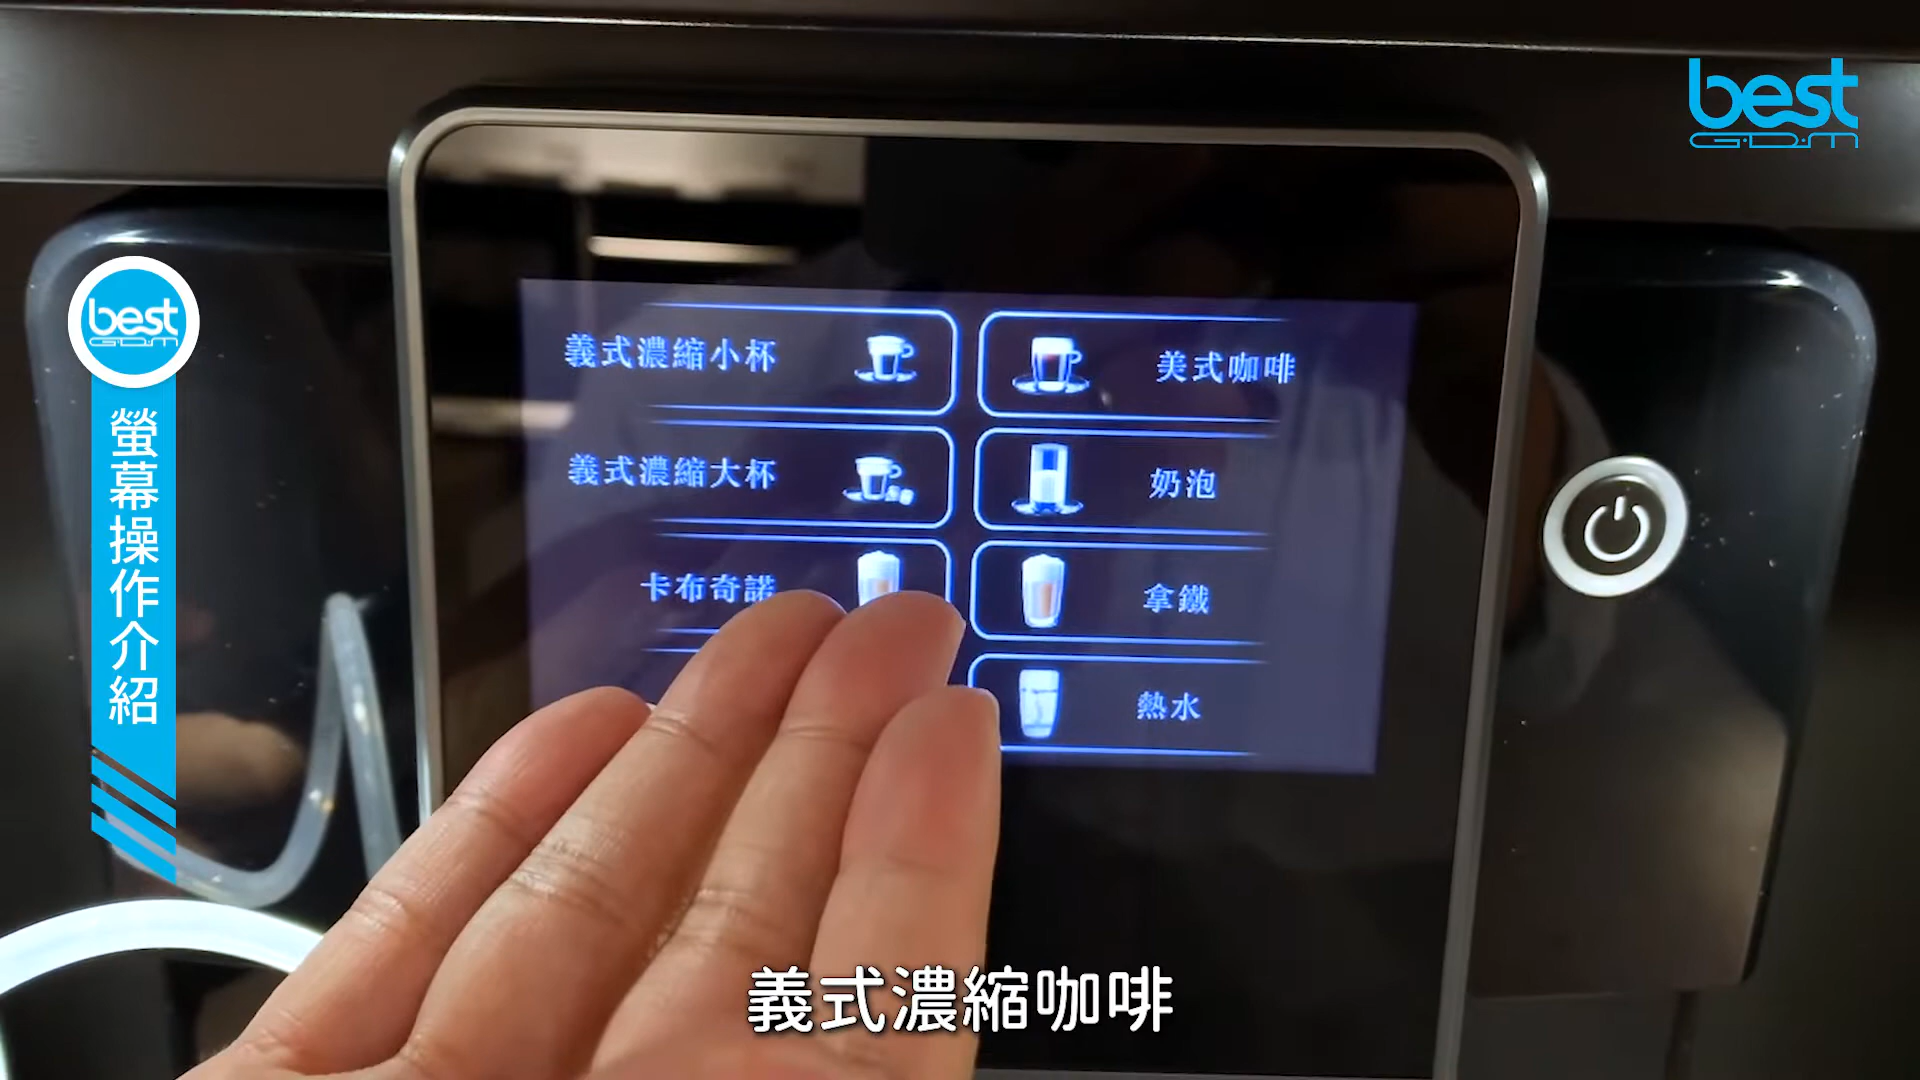 best
G.D.M
best
G.D.M
螢幕操作介紹
義式濃縮小杯
美式咖啡
義式濃縮大杯
奶泡
卡布奇諾
拿鐵
熱水
義式濃縮咖啡